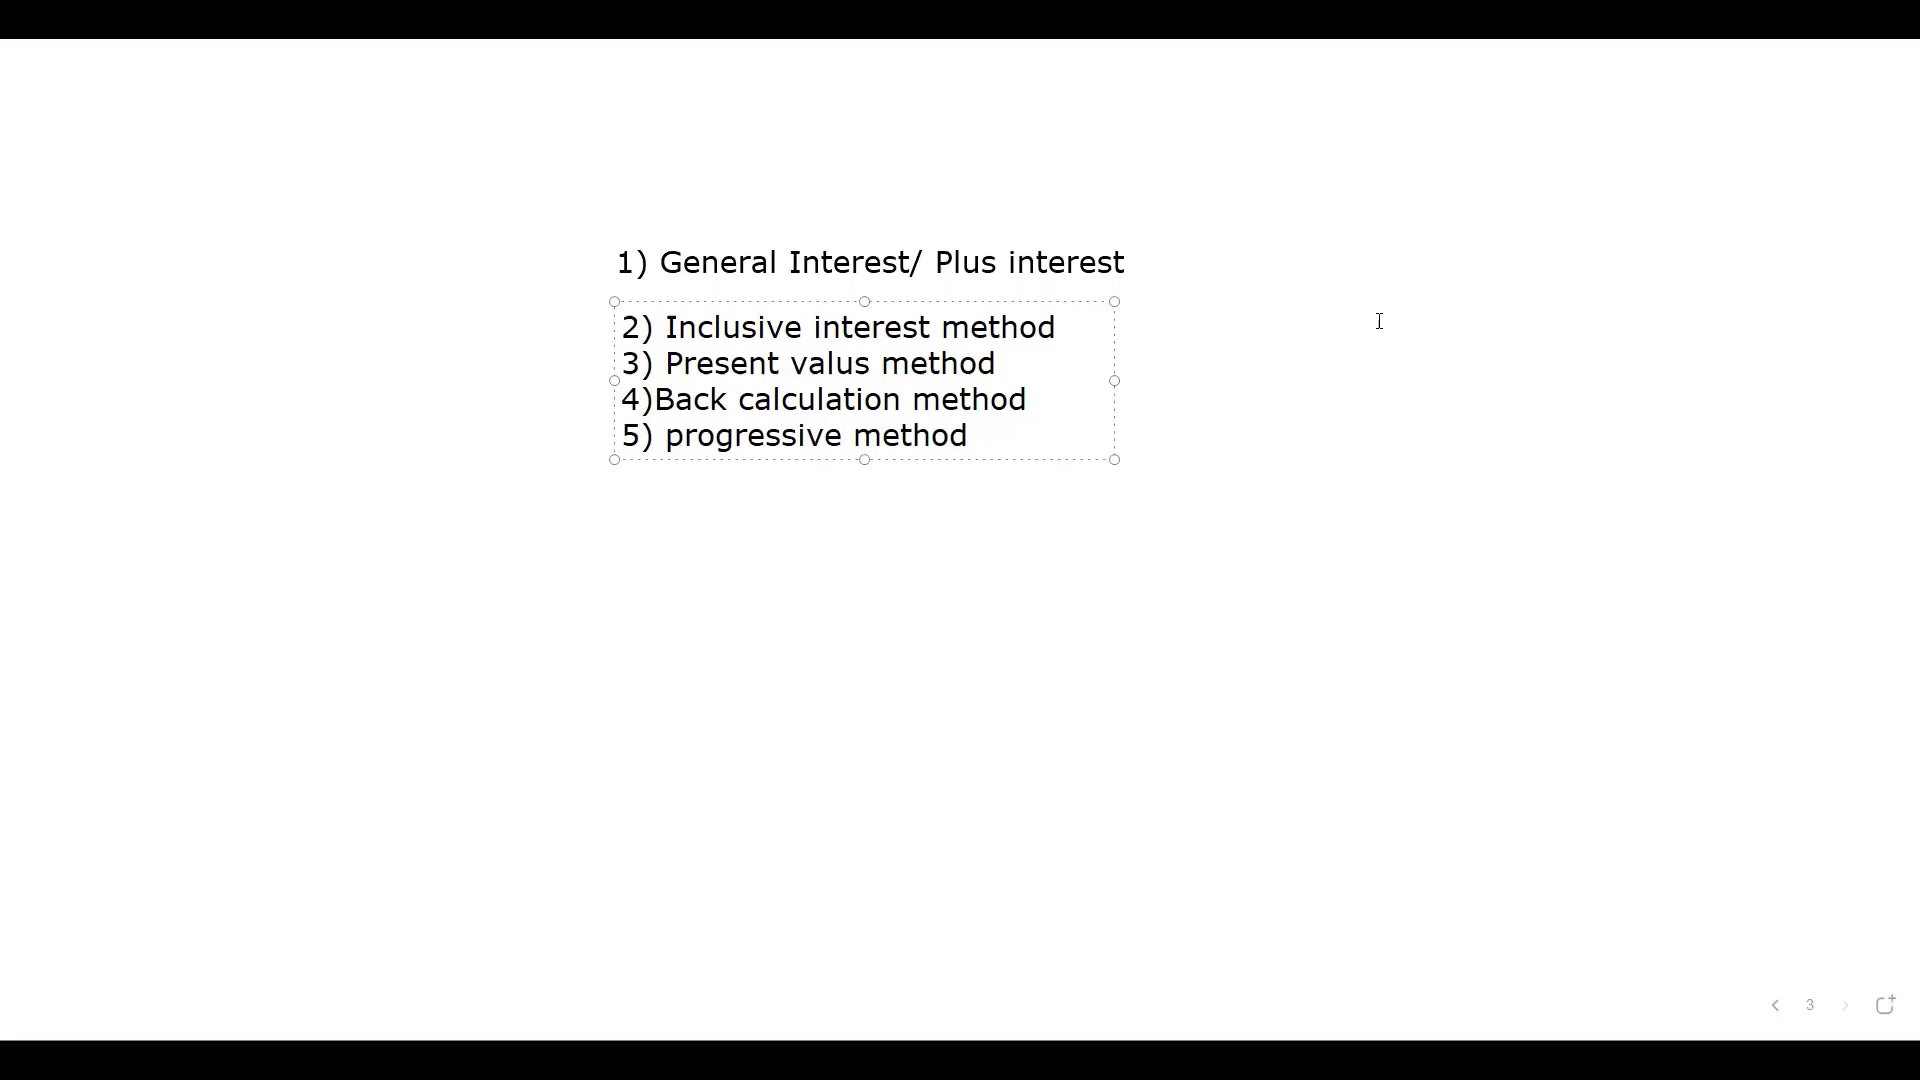 1) General Interest/ Plus interest
2) Inclusive interest method
3) Present valus method
4)Back calculation method
5) progressive method
3